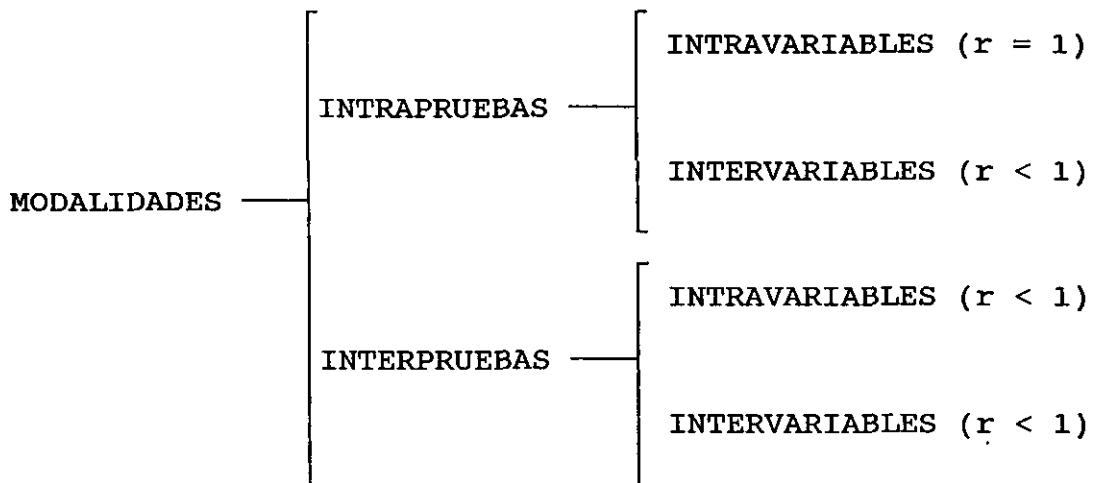 INTRAVARIABLES (r = 1)
INTRAPRUEBAS
INTERVARIABLES (r < 1)
MODALIDADES
INTRAVARIABLES (r < 1)
INTERPRUEBAS
INTERVARIABLES (r < 1)